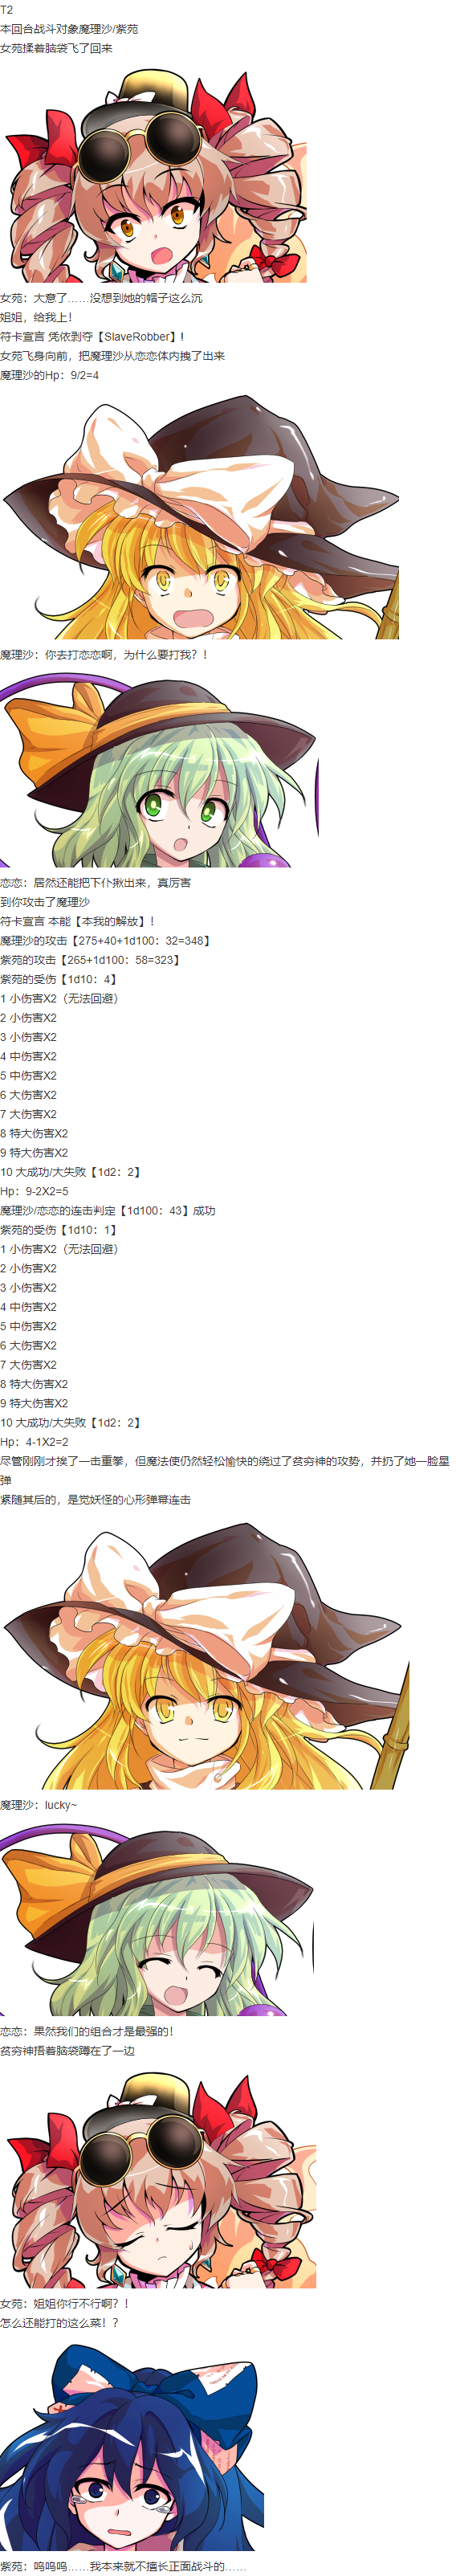 T2
本回合战斗对象魔理沙/紫苑
女苑揉着脑袋飞了回来
女苑：大意了……没想到她的帽子这么沉
姐姐，给我上！
符卡宣言 凭依剥夺【SlaveRobber】！
女苑飞身向前，把魔理沙从恋恋体内拽了出来
魔理沙的Hp：9/2=4
魔理沙：你去打恋恋啊，为什么要打我？！
恋恋：居然还能把下仆揪出来，真厉害
到你攻击了魔理沙
符卡宣言 本能【本我的解放】！
魔理沙的攻击【275+40+1d100：32=348】
紫苑的攻击【265+1d100：58=323】
紫苑的受伤【1d10：4】
1 小伤害X2（无法回避）
2 小伤害X2
3 小伤害X2
4 中伤害X2
5 中伤害X2
6 大伤害X2
7 大伤害X2
8 特大伤害X2
9 特大伤害X2
10 大成功/大失败【1d2：2】
Hp：9-2X2=5
魔理沙/恋恋的连击判定【1d100：43】成功
紫苑的受伤【1d10：1】
1 小伤害X2（无法回避）
2 小伤害X2
3 小伤害X2
4 中伤害X2
5 中伤害X2
6 大伤害X2
7 大伤害X2
8 特大伤害X2
9 特大伤害X2
10 大成功/大失败【1d2：2】
Hp：4-1X2=2
尽管刚刚才挨了一击重拳，但魔法使仍然轻松愉快的绕过了贫穷神的攻势，并扔了她一脸星
弹
紧随其后的，是觉妖怪的心形弹幕连击
魔理沙：lucky~
恋恋：果然我们的组合才是最强的！
贫穷神捂着脑袋蹲在了一边
女苑：姐姐你行不行啊？！
怎么还能打的这么菜！？
紫苑：呜呜呜……我本来就不擅长正面战斗的……